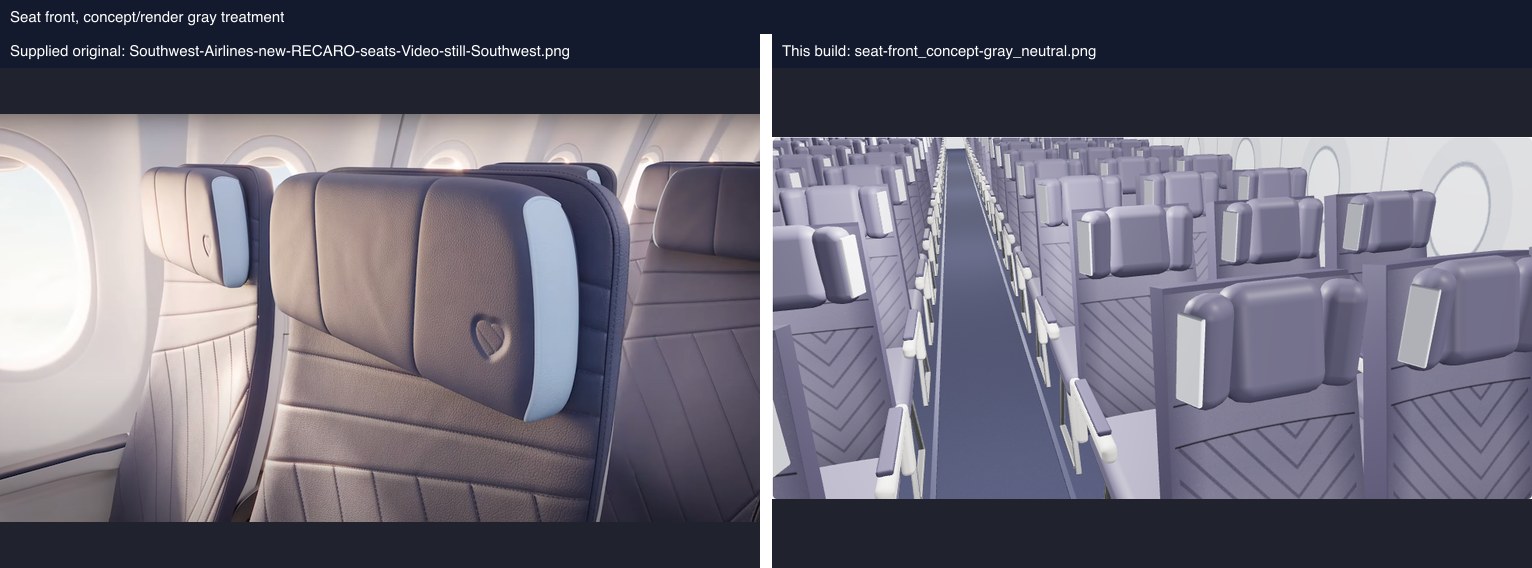 Seat front, concept/render gray treatment
Supplied original: Southwest-Airlines-new-RECARO-seats-Video-still-Southwest.png
This build: seat-front_concept-gray_neutral.png